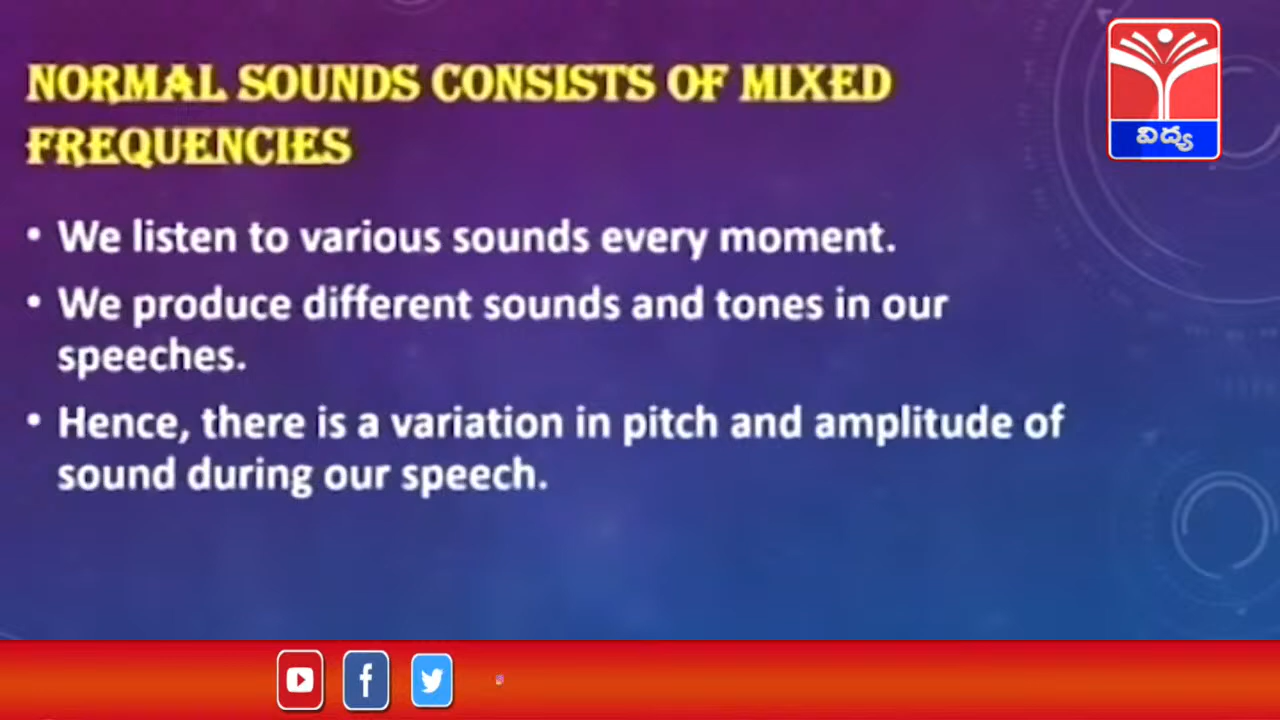 NORMAL SOUNDS CONSISTS OF MIXED
FREQUENCIES
విద్య
• We listen to various sounds every moment.
• We produce different sounds and tones in our
speeches.
• Hence, there is a variation in pitch and amplitude of
sound during our speech.